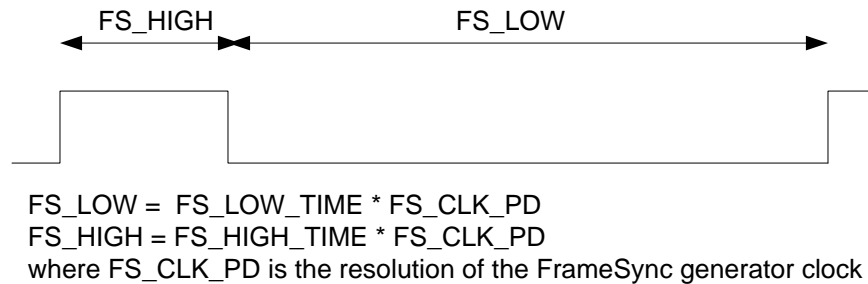 FS_HIGH FS_LOW
FS_LOW = FS_LOW_TIME * FS_CLK_PD
FS_HIGH = FS_HIGH_TIME * FS_CLK_PD
where FS_CLK_PD is the resolution of the FrameSync generator clock